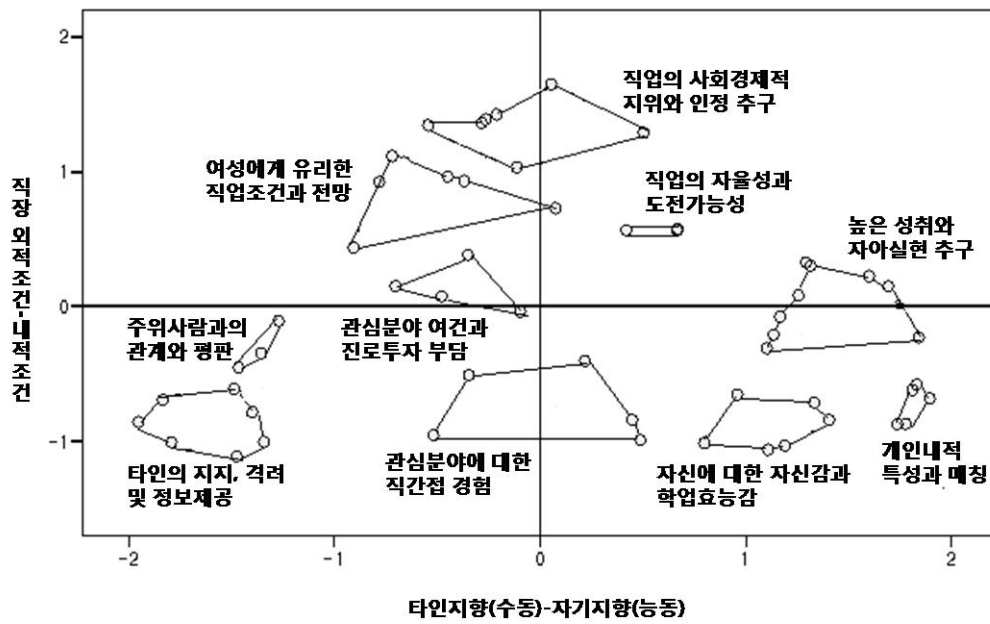 2
직업의 사회경제적
지위와 인정 추구
여성에게 유리한
직업조건과 전망
1
직업의 자율성과
도전가능성
높은 성취와
자아실현 추구
직장 외적조건-내적조건
0
주위사람과의
관계와 평판
관심분야 여건과
진로투자 부담
-1
타인의 지지, 격려
및 정보제공
관심분야에 대한
직간접 경험
자신에 대한 자신감과
학업효능감
개인내적
특성과 매칭
-2
-1
0
1
2
타인지향(수동)-자기지향(능동)